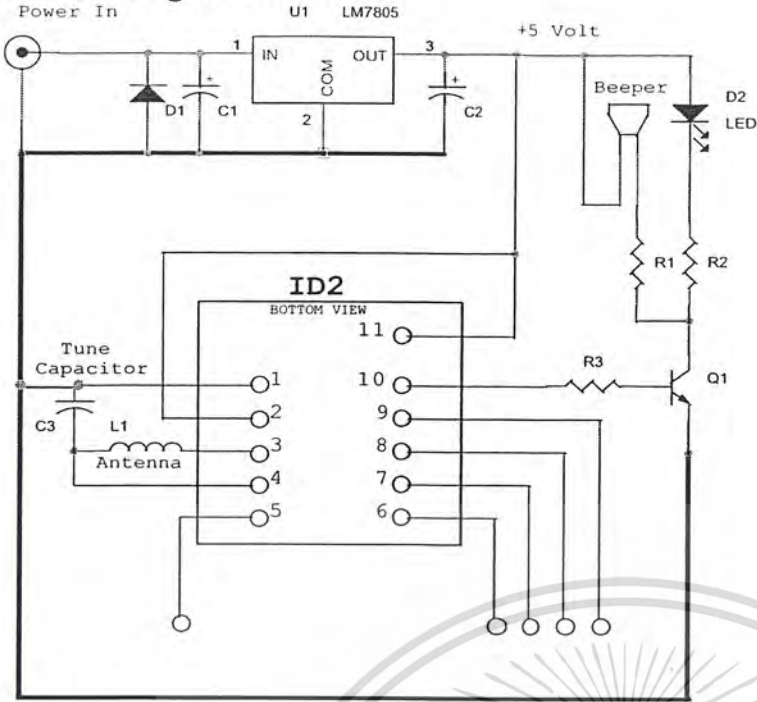 Power In
U1 LM7805
+5 Volt
1 IN OUT 3
COM
2
D1
C1
+
C2
+
Beeper
D2
LED
R1 R2
ID2
BOTTOM VIEW
11
Tune
Capacitor
1
10
R3
Q1
2
9
C3
L1
Antenna
3
8
4
7
5
6